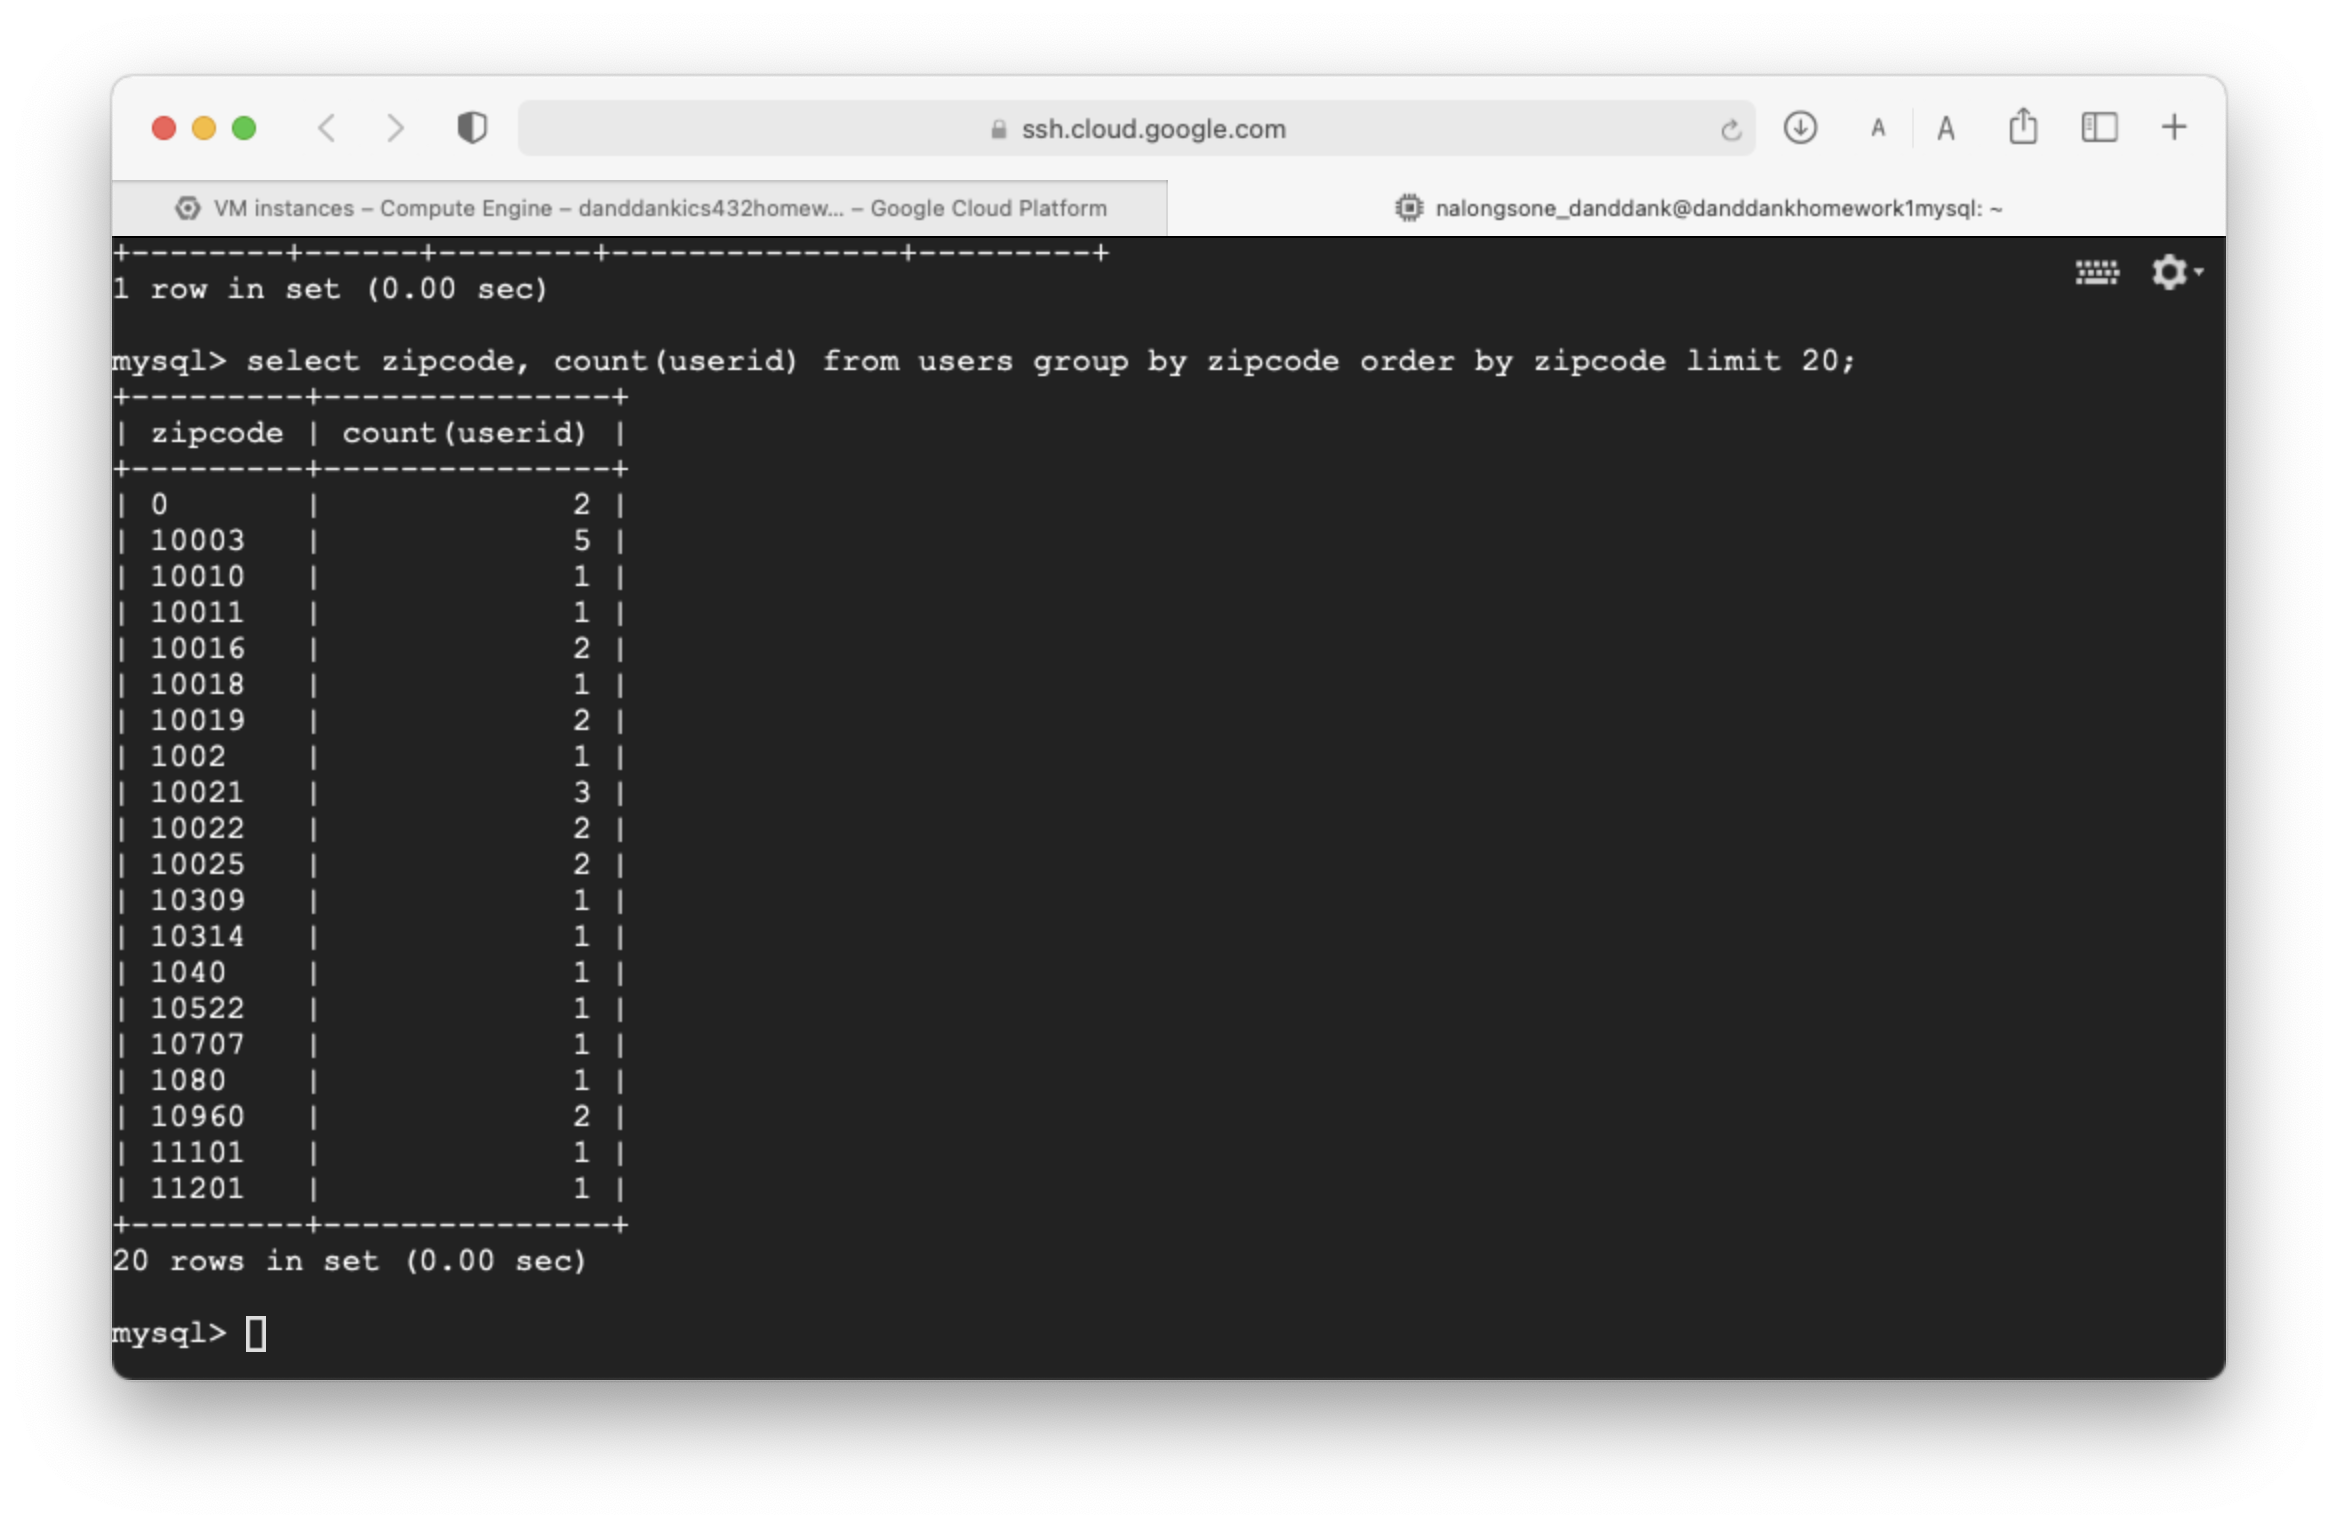 ssh.cloud.google.com
A A
VM instances – Compute Engine – danddankics432homew... – Google Cloud Platform
nalongsone_danddank@danddankhomework1mysql: ~
+--------+------+--------+---------------+---------+
1 row in set (0.00 sec)
mysql> select zipcode, count(userid) from users group by zipcode order by zipcode limit 20;
+---------+---------------+
| zipcode | count(userid) |
+---------+---------------+
| 0       |             2 |
| 10003   |             5 |
| 10010   |             1 |
| 10011   |             1 |
| 10016   |             2 |
| 10018   |             1 |
| 10019   |             2 |
| 1002    |             1 |
| 10021   |             3 |
| 10022   |             2 |
| 10025   |             2 |
| 10309   |             1 |
| 10314   |             1 |
| 1040    |             1 |
| 10522   |             1 |
| 10707   |             1 |
| 1080    |             1 |
| 10960   |             2 |
| 11101   |             1 |
| 11201   |             1 |
+---------+---------------+
20 rows in set (0.00 sec)
mysql>